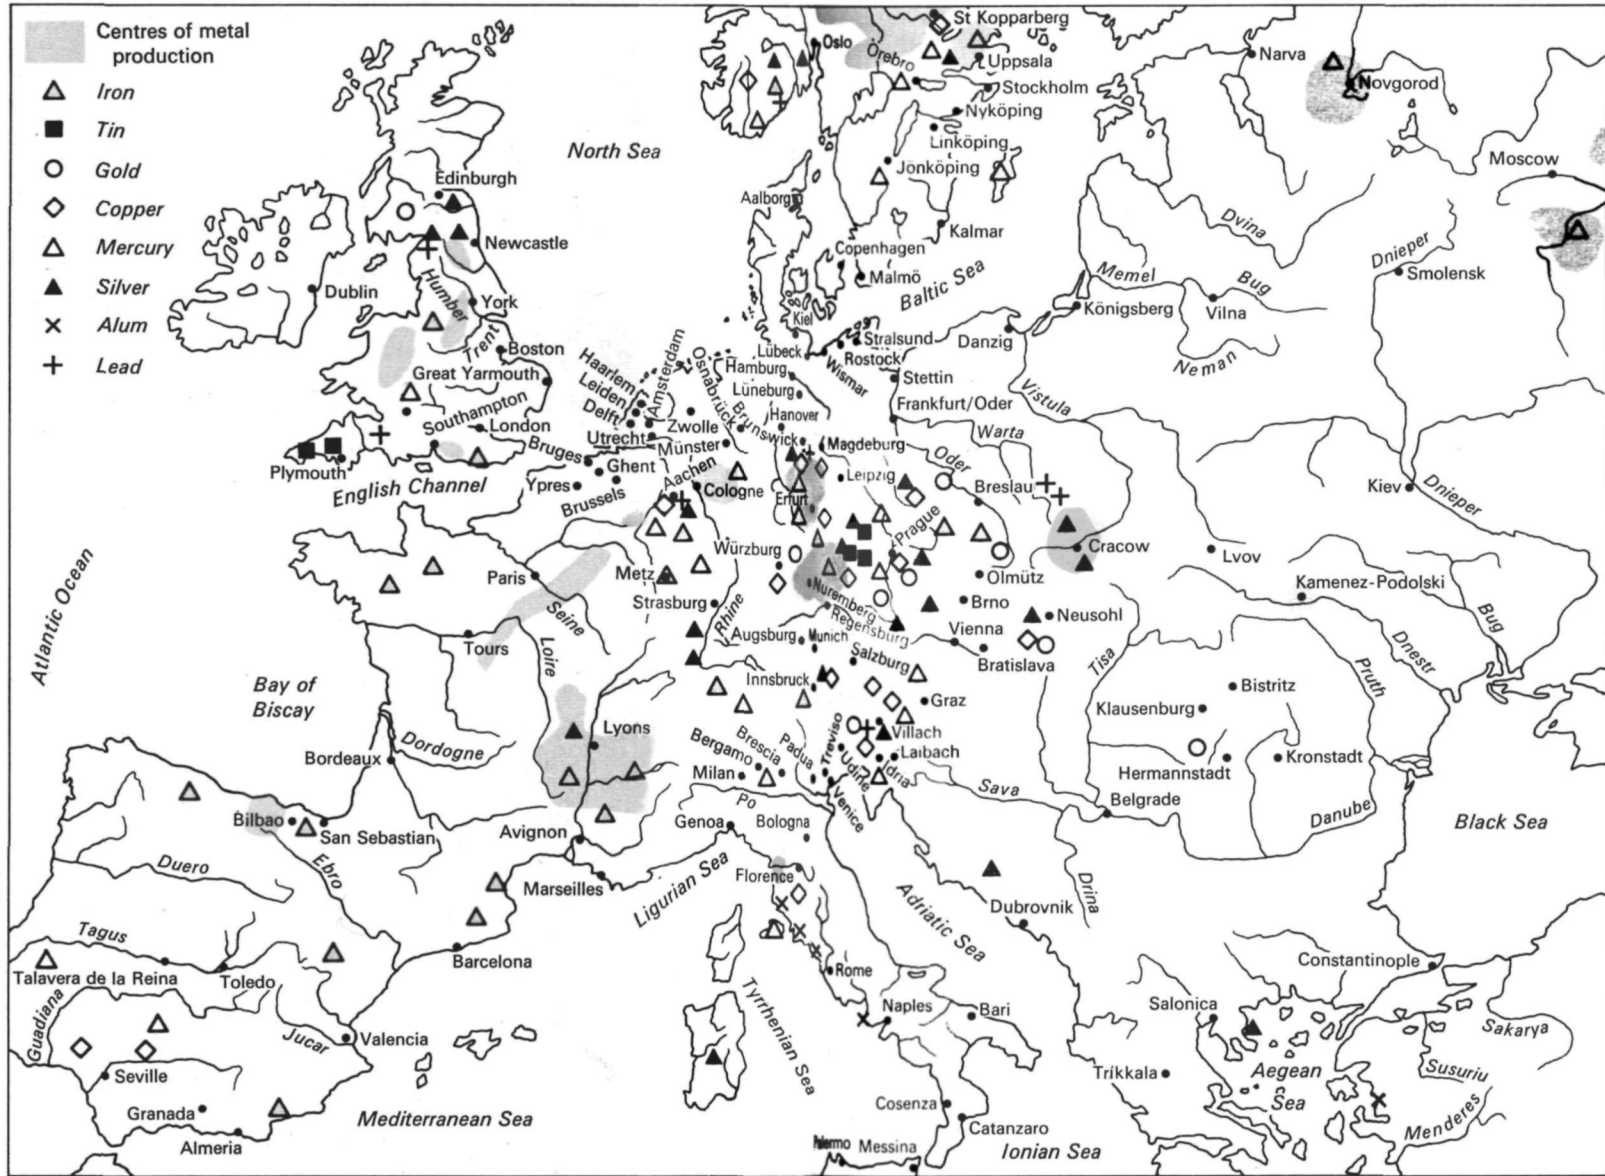 Centres of metal
production
Iron
Tin
Gold
Copper
Mercury
Silver
Alum
Lead
St Kopparberg
Oslo
Örebro
Uppsala
Stockholm
Nyköping
Linköping
Jönköping
Narva
Novgorod
Moscow
North Sea
Edinburgh
Newcastle
Aalborg
Kalmar
Copenhagen
Malmö
Baltic Sea
Dvina
Dnieper
Smolensk
Memel
Bug
Königsberg
Vilna
Neman
Dublin
Humber
York
Trent
Boston
Great Yarmouth
Southampton
London
Plymouth
English Channel
Kiel
Stralsund
Rostock
Wismar
Lübeck
Hamburg
Lüneburg
Hanover
Danzig
Stettin
Frankfurt/Oder
Vistula
Warta
Oder
Haarlem
Leiden
Delft
Amsterdam
Utrecht
Zwolle
Osnabrück
Münster
Brunswick
Magdeburg
Leipzig
Breslau
Kiev
Dnieper
Bruges
Ghent
Ypres
Brussels
Aachen
Cologne
Erfurt
Prague
Cracow
Lvov
Würzburg
Olmütz
Kamenez-Podolski
Paris
Metz
Nuremberg
Regensburg
Brno
Neusohl
Bug
Strasburg
Rhine
Seine
Tours
Loire
Augsburg
Munich
Vienna
Bratislava
Tisa
Pruth
Dnestr
Atlantic Ocean
Bay of
Biscay
Salzburg
Innsbruck
Graz
Bistritz
Klausenburg
Lyons
Dordogne
Bordeaux
Bergamo
Brescia
Padua
Treviso
Udine
Villach
Laibach
Idria
Venice
Milan
Po
Sava
Hermannstadt
Kronstadt
Belgrade
Danube
Black Sea
Bilbao
San Sebastian
Avignon
Genoa
Bologna
Duero
Ebro
Marseilles
Ligurian Sea
Florence
Adriatic Sea
Drina
Dubrovnik
Tagus
Talavera de la Reina
Toledo
Barcelona
Rome
Constantinople
Guadiana
Jucar
Valencia
Tyrrhenian Sea
Naples
Bari
Salonica
Sakarya
Seville
Susuriu
Tríkkala
Aegean
Sea
Granada
Almeria
Mediterranean Sea
Cosenza
Catanzaro
Menderes
Palermo
Messina
Ionian Sea